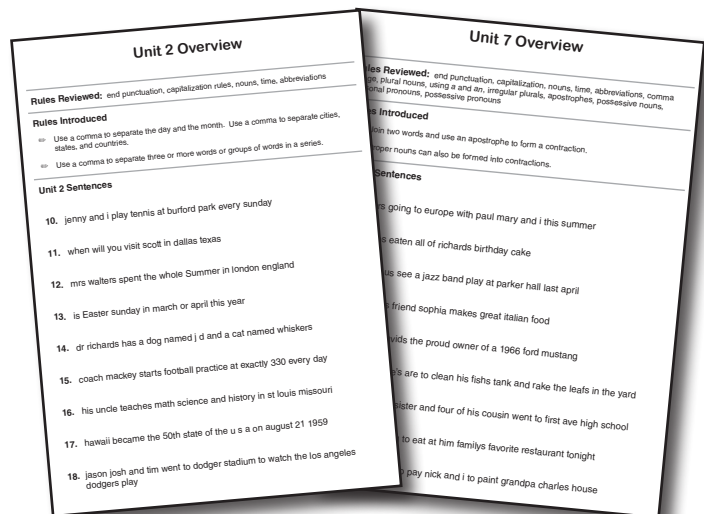 Unit 2 Overview
Rules Reviewed: end punctuation, capitalization rules, nouns, time, abbreviations
Rules Introduced
Use a comma to separate the day and the month. Use a comma to separate cities,
states, and countries.
Use a comma to separate three or more words or groups of words in a series.
Unit 2 Sentences
10. jenny and i play tennis at burford park every sunday
11. when will you visit scott in dallas texas
12. mrs walters spent the whole Summer in london england
13. is Easter sunday in march or april this year
14. dr richards has a dog named j d and a cat named whiskers
15. coach mackey starts football practice at exactly 330 every day
16. his uncle teaches math science and history in st louis missouri
17. hawaii became the 50th state of the u s a on august 21 1959
18. jason josh and tim went to dodger stadium to watch the los angeles
dodgers play
Unit 7 Overview
Reviewed: end punctuation, capitalization, nouns, time, abbreviations, comma
plural nouns, using a and an, irregular plurals, apostrophes, possessive nouns,
pronouns, possessive pronouns
Introduced
join two words and use an apostrophe to form a contraction.
nouns can also be formed into contractions.
Sentences
going to europe with paul mary and i this summer
eaten all of richards birthday cake
us see a jazz band play at parker hall last april
friend sophia makes great italian food
the proud owner of a 1966 ford mustang
are to clean his fishs tank and rake the leafs in the yard
sister and four of his cousin went to first ave high school
to eat at him familys favorite restaurant tonight
pay nick and i to paint grandpa charles house